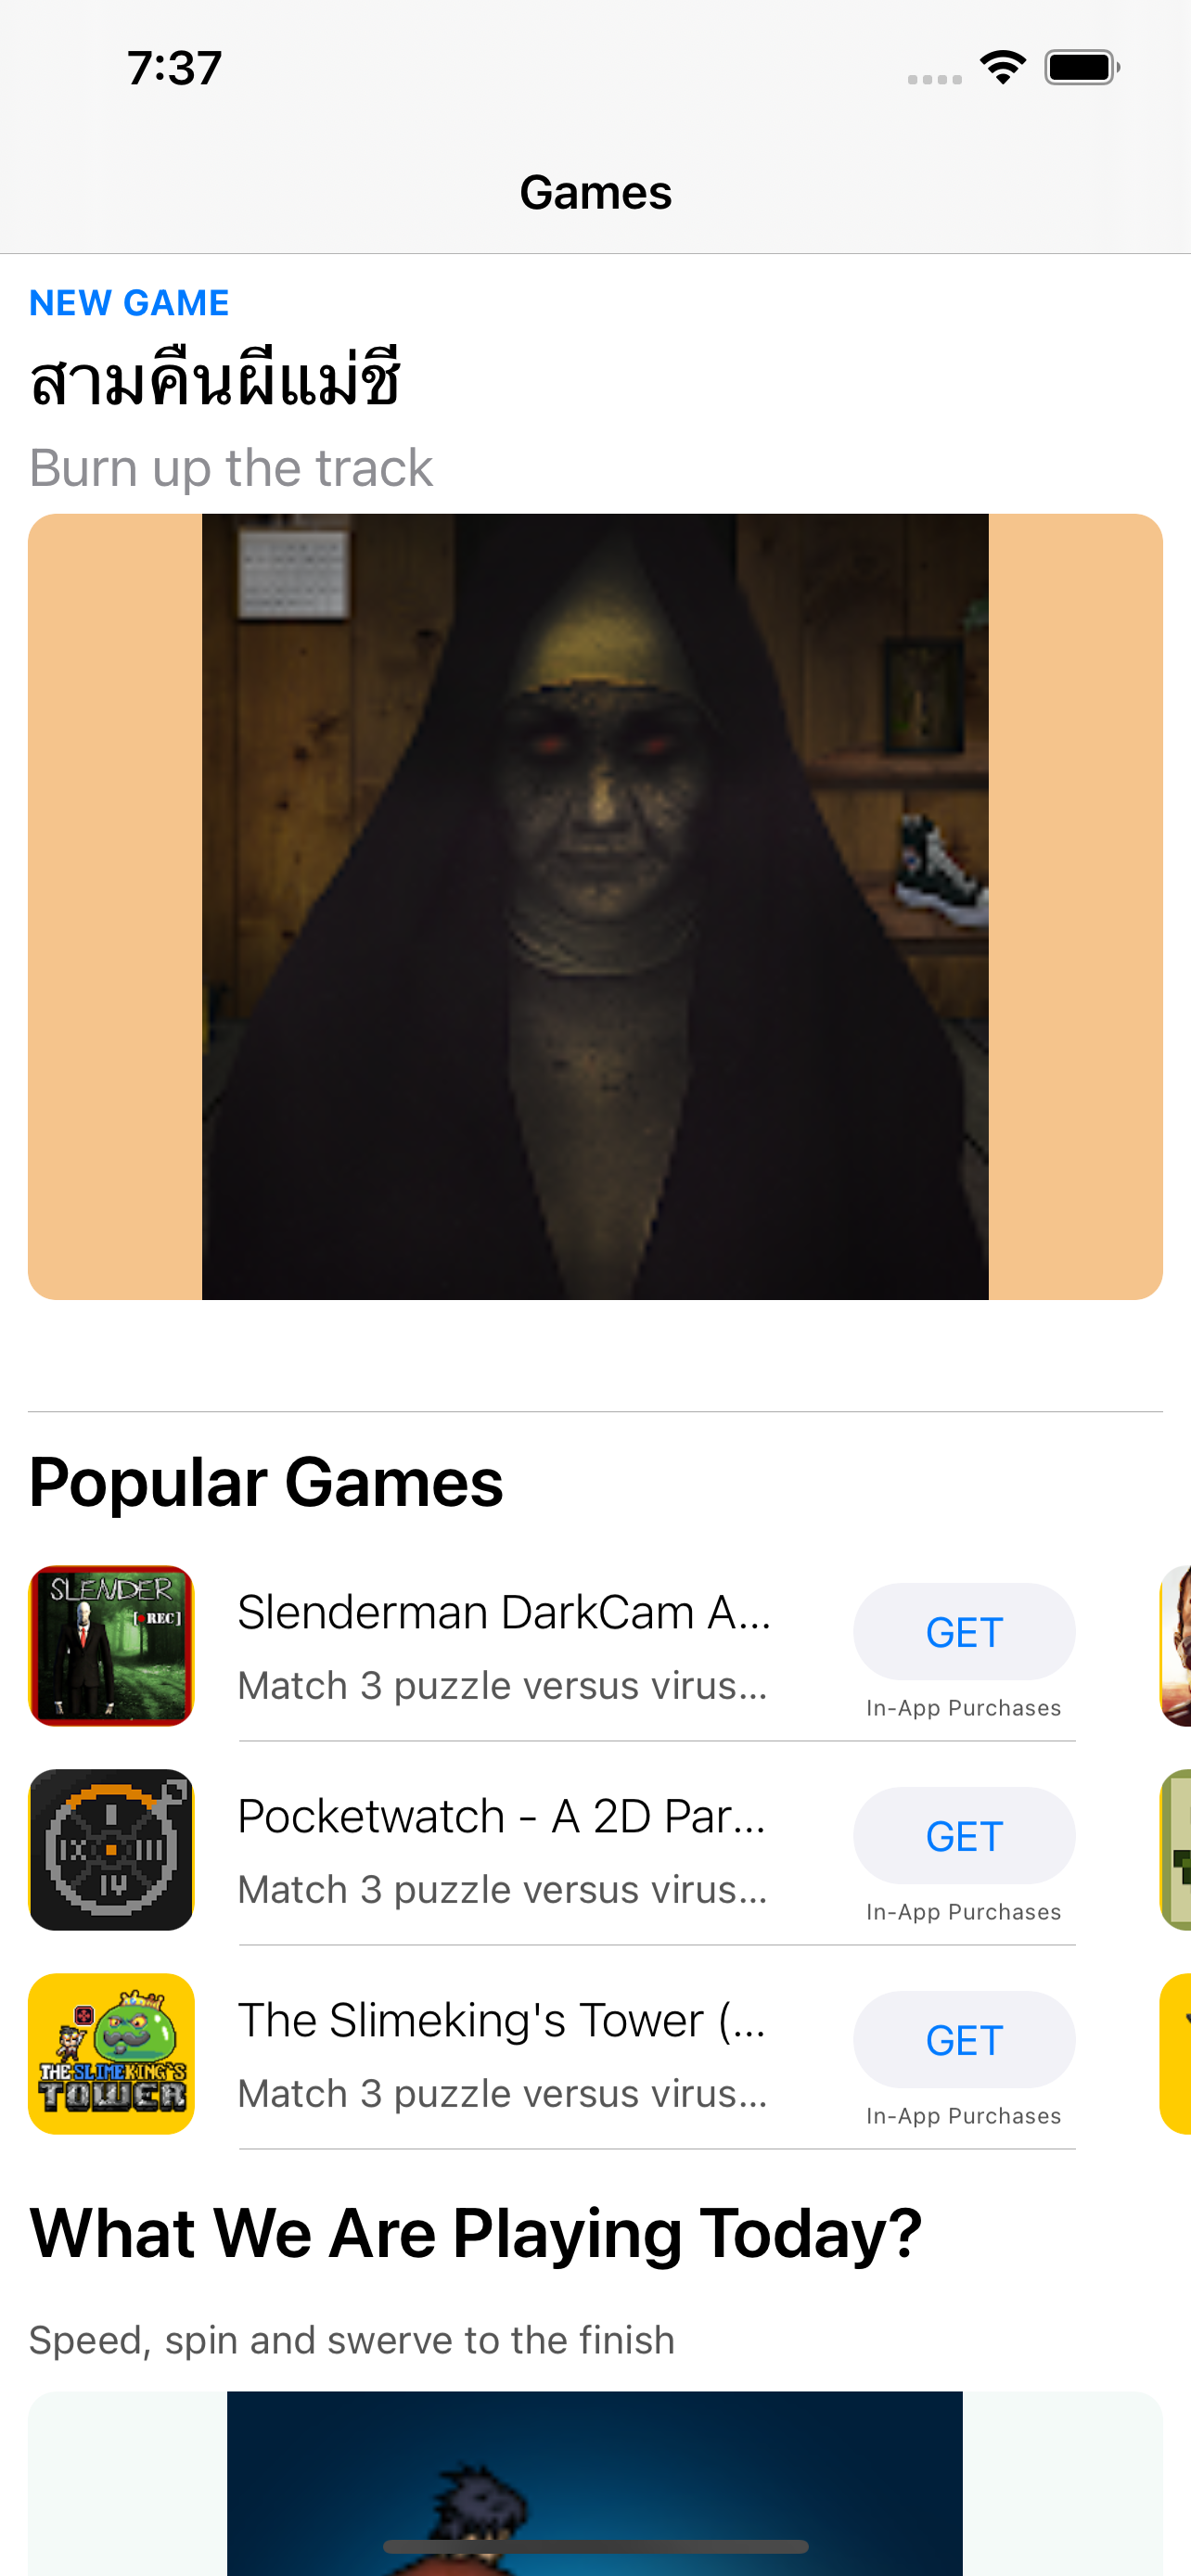 7:37
Games
NEW GAME
สามคืนผีแม่ชี
Burn up the track
Popular Games
SLENDER
[●REC]
Slenderman DarkCam A...
Match 3 puzzle versus virus...
GET
In-App Purchases
Pocketwatch - A 2D Par...
Match 3 puzzle versus virus...
GET
In-App Purchases
THE SLIMEKING'S
TOWER
The Slimeking's Tower (...
Match 3 puzzle versus virus...
GET
In-App Purchases
What We Are Playing Today?
Speed, spin and swerve to the finish